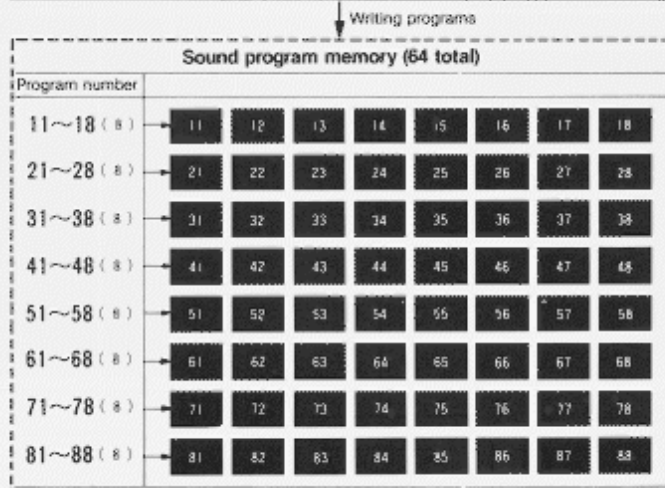 Writing programs
Sound program memory (64 total)
Program number
11～18 (8) 11 12 13 14 15 16 17 18
21～28 (8) 21 22 23 24 25 26 27 28
31～38 (8) 31 32 33 34 35 36 37 38
41～48 (8) 41 42 43 44 45 46 47 48
51～58 (8) 51 52 53 54 55 56 57 58
61～68 (8) 61 62 63 64 65 66 67 68
71～78 (8) 71 72 73 74 75 76 77 78
81～88 (8) 81 82 83 84 85 86 87 88